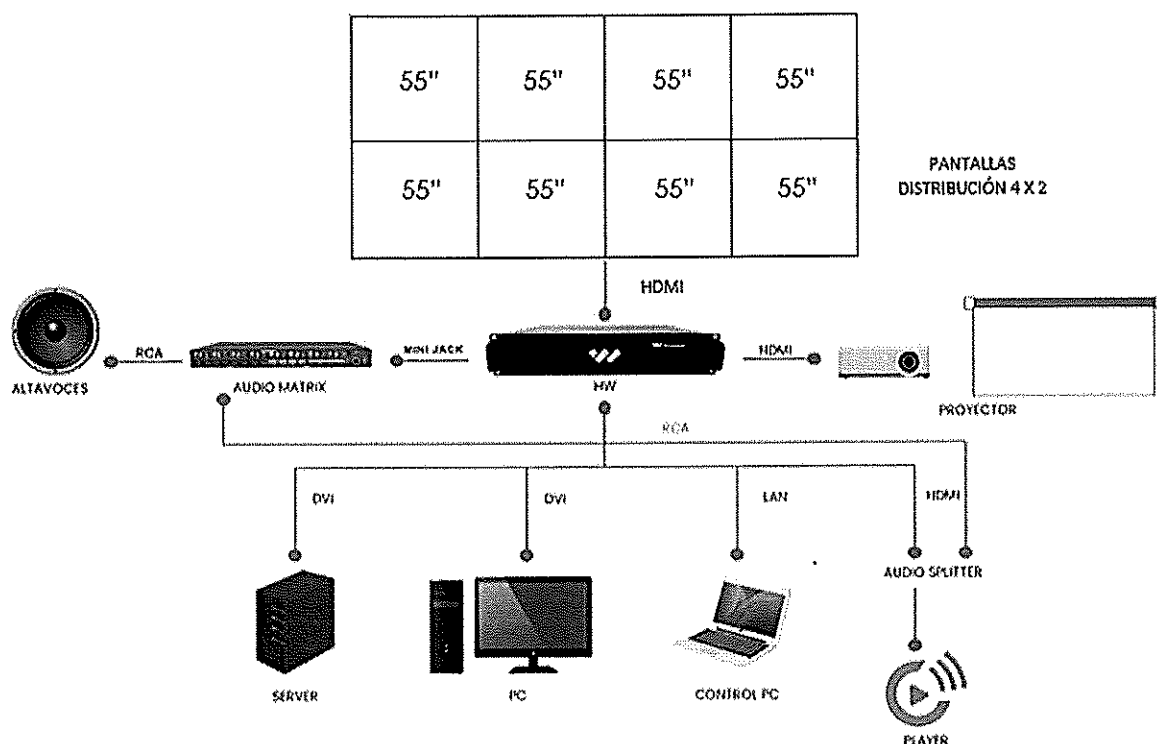 55" 55" 55" 55"
55" 55" 55" 55"
PANTALLAS
DISTRIBUCIÓN 4 X 2
HDMI
RCA
MINI JACK
HDMI
ALTAVOCES
AUDIO MATRIX
HW
PROYECTOR
RCA
DVI
DVI
LAN
HDMI
AUDIO SPLITTER
SERVER
PC
CONTROL PC
PLAYER